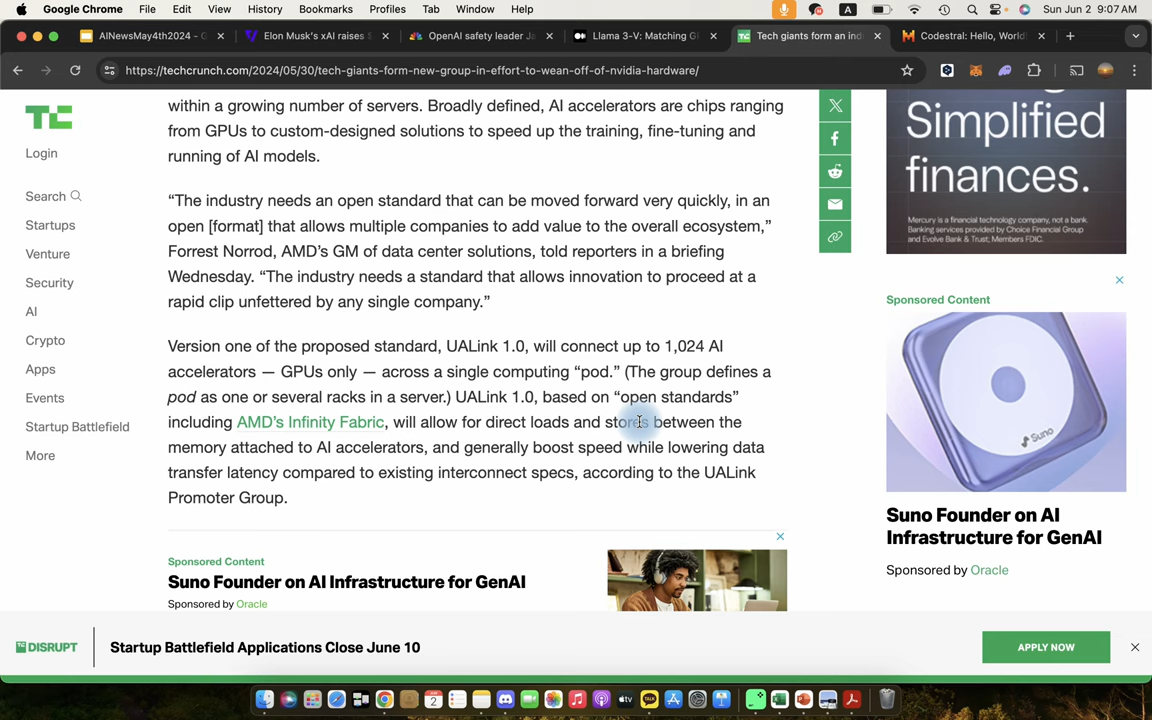 Google Chrome File Edit View History Bookmarks Profiles Tab Window Help A Sun Jun 2 9:07 AM
AINewsMay4th2024 - G Elon Musk's xAI raises $ OpenAI safety leader Ja Llama 3-V: Matching G Tech giants form an ind Codestral: Hello, World!
https://techcrunch.com/2024/05/30/tech-giants-form-new-group-in-effort-to-wean-off-of-nvidia-hardware/
TC
Login
Search
Startups
Venture
Security
AI
Crypto
Apps
Events
Startup Battlefield
More
within a growing number of servers. Broadly defined, AI accelerators are chips ranging
from GPUs to custom-designed solutions to speed up the training, fine-tuning and
running of AI models.
“The industry needs an open standard that can be moved forward very quickly, in an
open [format] that allows multiple companies to add value to the overall ecosystem,”
Forrest Norrod, AMD’s GM of data center solutions, told reporters in a briefing
Wednesday. “The industry needs a standard that allows innovation to proceed at a
rapid clip unfettered by any single company.”
Version one of the proposed standard, UALink 1.0, will connect up to 1,024 AI
accelerators — GPUs only — across a single computing “pod.” (The group defines a
pod as one or several racks in a server.) UALink 1.0, based on “open standards”
including AMD’s Infinity Fabric, will allow for direct loads and stores between the
memory attached to AI accelerators, and generally boost speed while lowering data
transfer latency compared to existing interconnect specs, according to the UALink
Promoter Group.
Sponsored Content
Suno Founder on AI Infrastructure for GenAI
Sponsored by Oracle
Simplified
finances.
Mercury is a financial technology company, not a bank.
Banking services provided by Choice Financial Group
and Evolve Bank & Trust; Members FDIC.
Sponsored Content
Suno
Suno Founder on AI
Infrastructure for GenAI
Sponsored by Oracle
TC DISRUPT Startup Battlefield Applications Close June 10 APPLY NOW